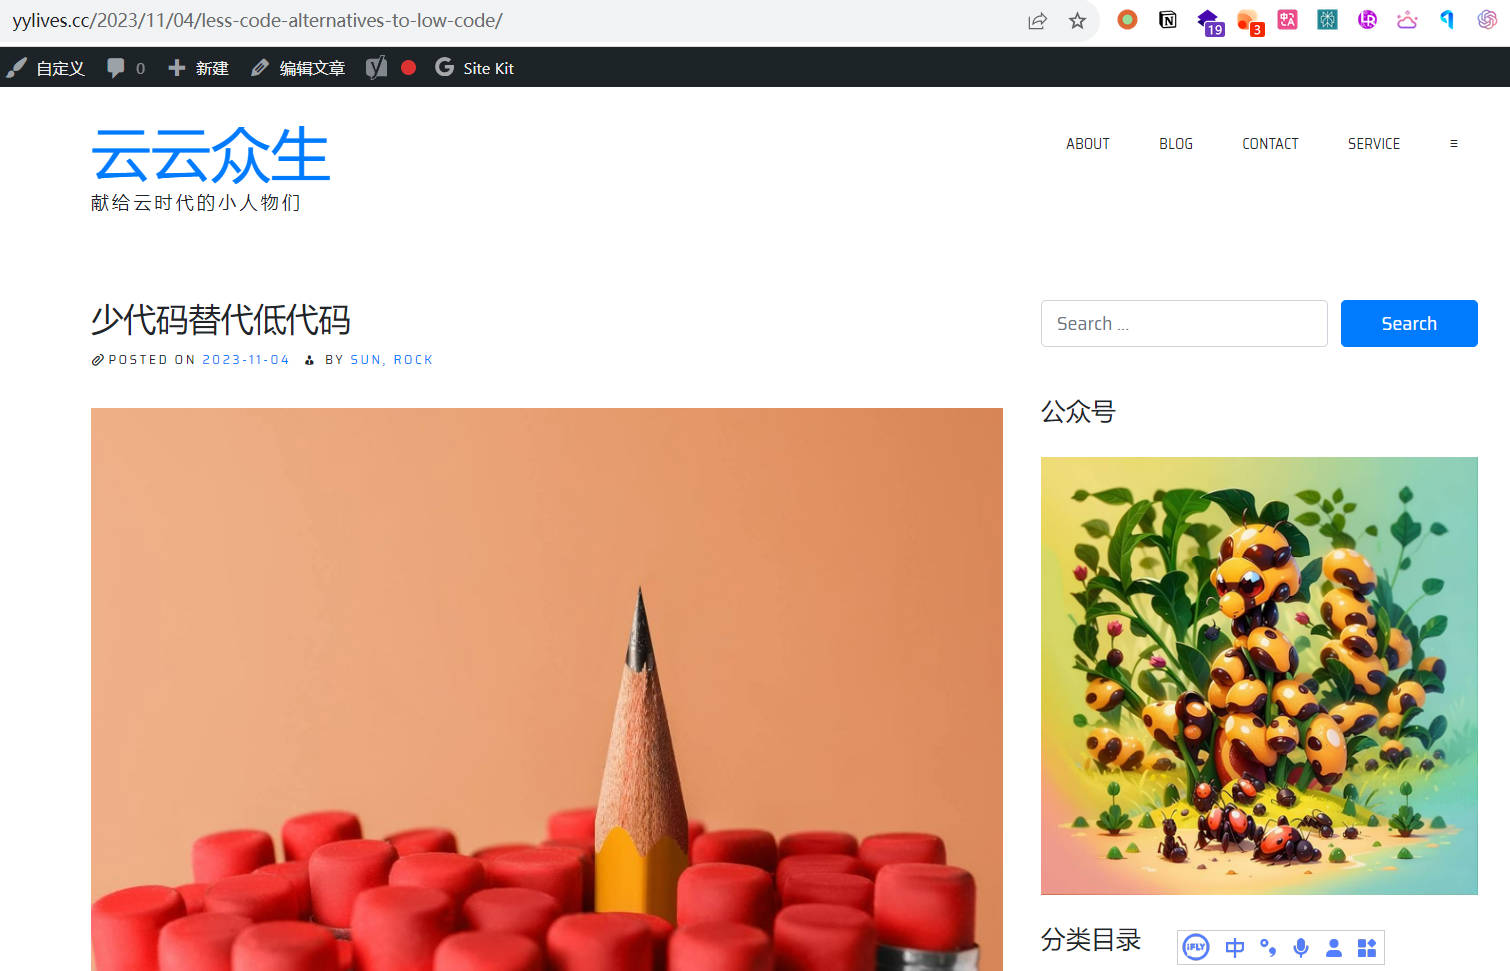 yylives.cc/2023/11/04/less-code-alternatives-to-low-code/
19
3
自定义 0 新建 编辑文章 Site Kit
云云众生
献给云时代的小人物们
ABOUT BLOG CONTACT SERVICE
少代码替代低代码
POSTED ON 2023-11-04 BY SUN, ROCK
Search ...
Search
公众号
分类目录
iFLY 中